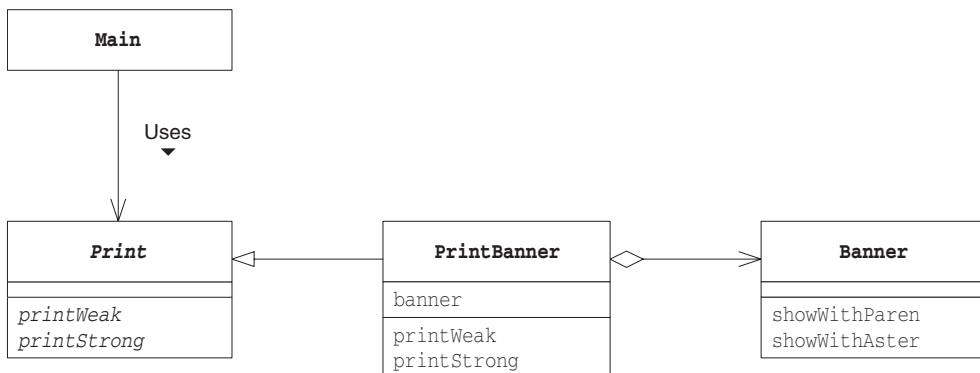 Main
Uses
Print
printWeak
printStrong
PrintBanner
banner
printWeak
printStrong
Banner
showWithParen
showWithAster